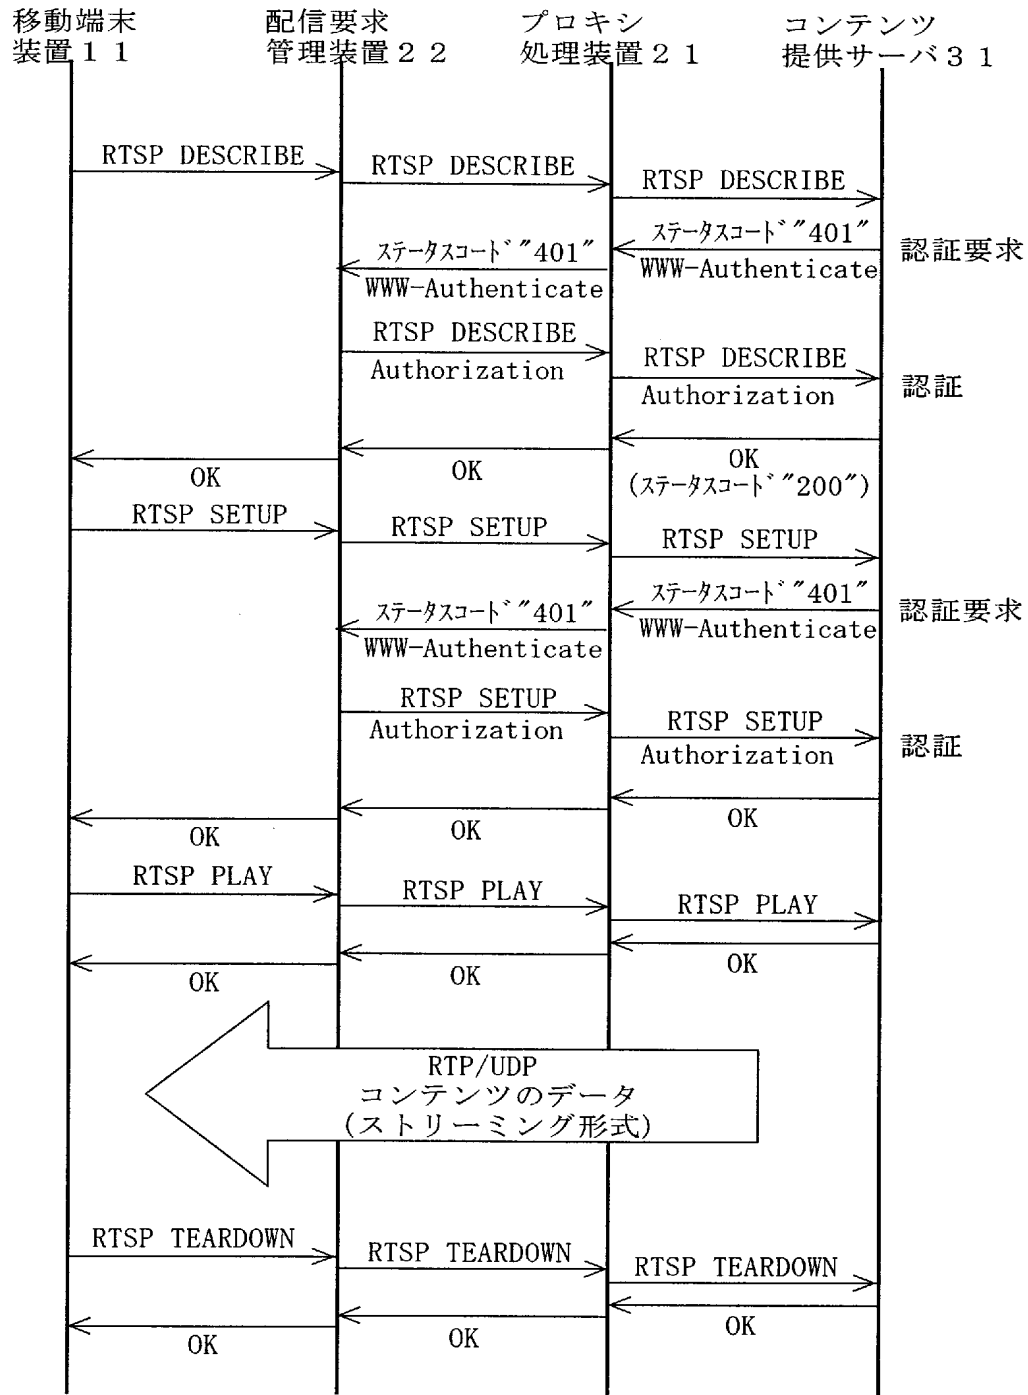 移動端末
装置１１
配信要求
管理装置２２
プロキシ
処理装置２１
コンテンツ
提供サーバ３１
RTSP DESCRIBE
RTSP DESCRIBE
RTSP DESCRIBE
ｽﾃｰﾀｽｺｰﾄﾞ"401"
WWW-Authenticate
認証要求
ｽﾃｰﾀｽｺｰﾄﾞ"401"
WWW-Authenticate
RTSP DESCRIBE
Authorization
RTSP DESCRIBE
Authorization
認証
OK
(ｽﾃｰﾀｽｺｰﾄﾞ"200")
OK
OK
RTSP SETUP
RTSP SETUP
RTSP SETUP
ｽﾃｰﾀｽｺｰﾄﾞ"401"
WWW-Authenticate
認証要求
ｽﾃｰﾀｽｺｰﾄﾞ"401"
WWW-Authenticate
RTSP SETUP
Authorization
RTSP SETUP
Authorization
認証
OK
OK
OK
RTSP PLAY
RTSP PLAY
RTSP PLAY
OK
OK
OK
RTP/UDP
コンテンツのデータ
(ストリーミング形式)
RTSP TEARDOWN
RTSP TEARDOWN
RTSP TEARDOWN
OK
OK
OK